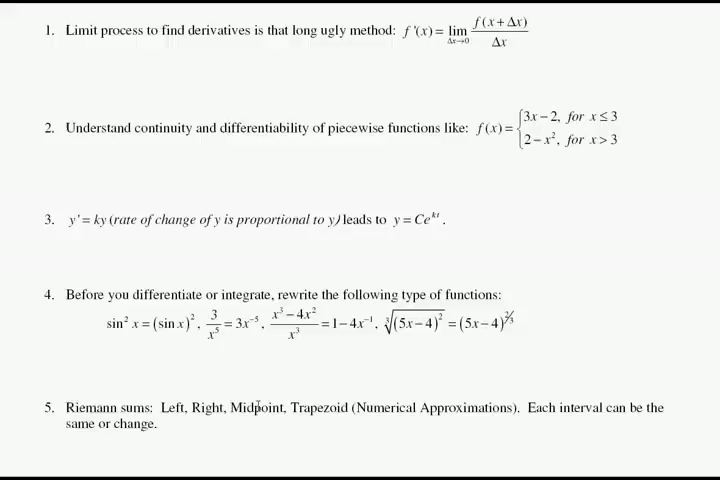 1. Limit process to find derivatives is that long ugly method: f '(x) = lim Δx→0 f(x+Δx) / Δx
2. Understand continuity and differentiability of piecewise functions like: f(x) = { 3x−2, for x ≤ 3
2−x², for x > 3
3. y' = ky (rate of change of y is proportional to y) leads to y = Ce^{kt}.
4. Before you differentiate or integrate, rewrite the following type of functions:
sin² x = (sin x)², 3/x⁵ = 3x⁻⁵, (x³ − 4x²)/x³ = 1 − 4x⁻¹, ∛(5x−4)² = (5x−4)^{2/3}
5. Riemann sums: Left, Right, Midpoint, Trapezoid (Numerical Approximations). Each interval can be the
same or change.